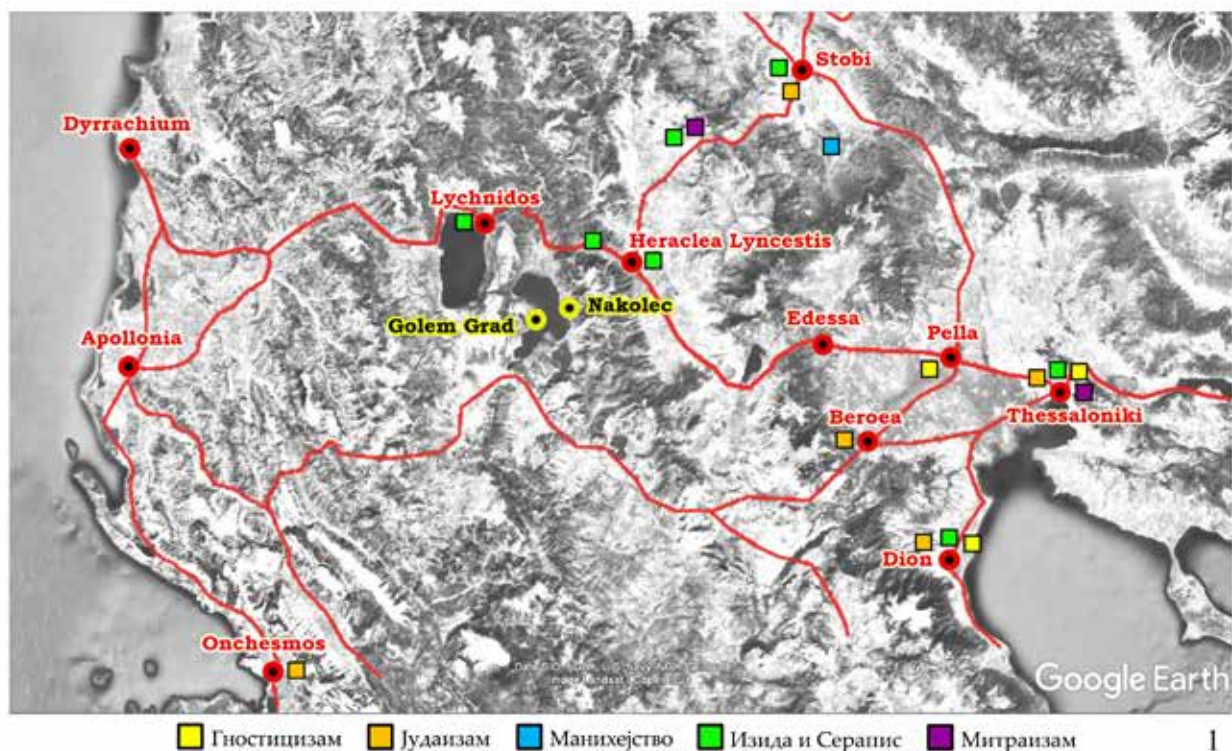 Stobi
Dyrrachium
Lychnidos
Heraclea Lyncestis
Nakolec
Golem Grad
Edessa
Pella
Apollonia
Thessaloniki
Beroea
Dion
Onchesmos
Google Earth
Гностицизам
Јудаизам
Манихејство
Изида и Серапис
Митраизам
1